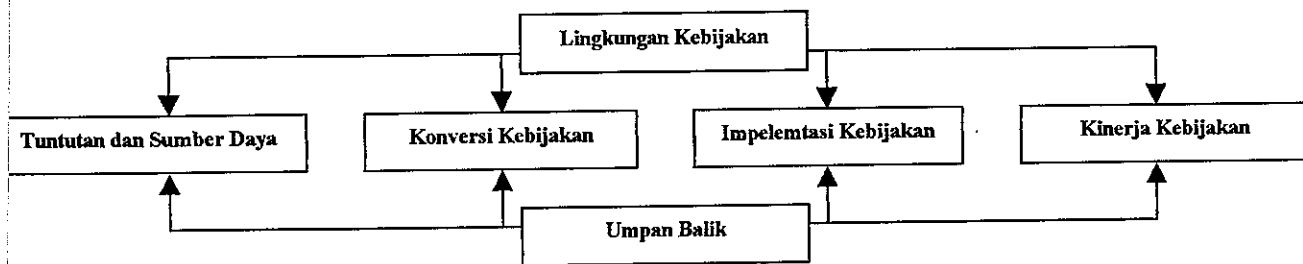 Lingkungan Kebijakan
Tuntutan dan Sumber Daya
Konversi Kebijakan
Impelemtasi Kebijakan
Kinerja Kebijakan
Umpan Balik